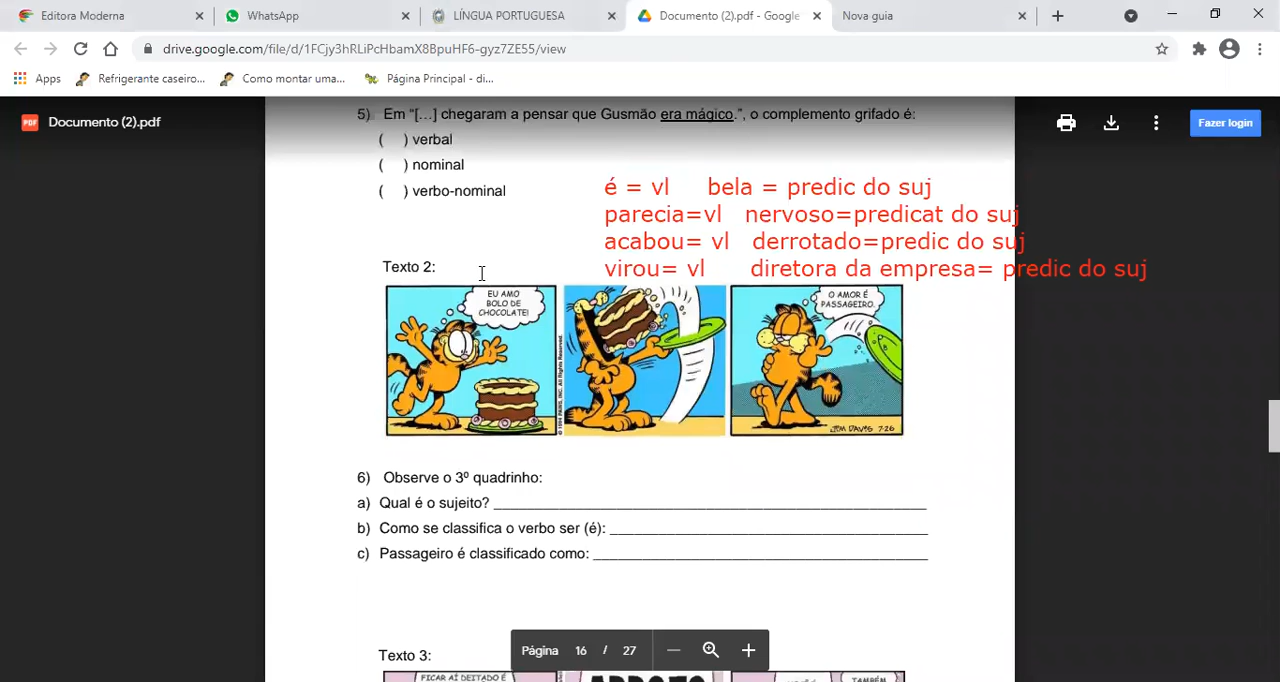 Editora Moderna
WhatsApp
LÍNGUA PORTUGUESA
Documento (2).pdf - Google
Nova guia
drive.google.com/file/d/1FCjy3hRLiPcHbamX8BpuHF6-gyz7ZE55/view
Apps
Refrigerante caseiro...
Como montar uma...
Página Principal - di...
PDF
Documento (2).pdf
Fazer login
5) Em “[…] chegaram a pensar que Gusmão era mágico.”, o complemento grifado é:
( ) verbal
( ) nominal
( ) verbo-nominal
é = vl bela = predic do suj
parecia=vl nervoso=predicat do suj
acabou= vl derrotado=predic do suj
virou= vl diretora da empresa= predic do suj
Texto 2:
EU AMO
BOLO DE
CHOCOLATE!
O AMOR É
PASSAGEIRO.
JIM DAVIS 7-26
6) Observe o 3º quadrinho:
a) Qual é o sujeito?
b) Como se classifica o verbo ser (é):
c) Passageiro é classificado como:
Texto 3:
FICAR AÍ DEITADO É
TAMBÉM
Página 16 / 27